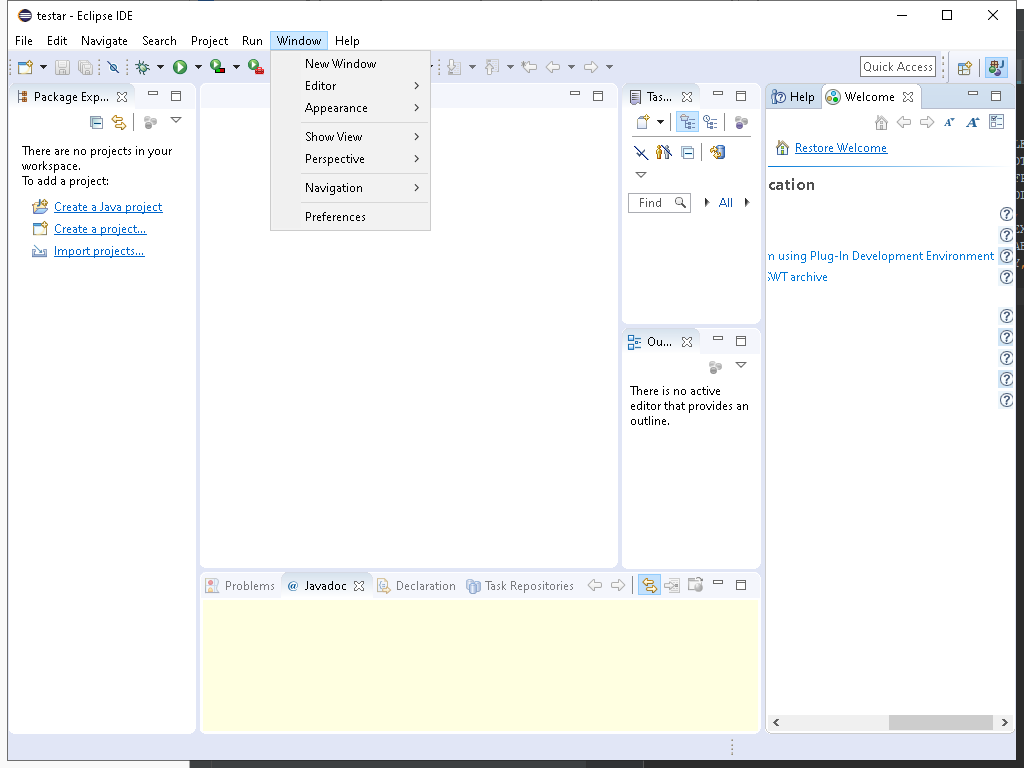 testar - Eclipse IDE
File Edit Navigate Search Project Run Window Help
Quick Access
New Window
Editor
Appearance
Show View
Perspective
Navigation
Preferences
Package Exp...
There are no projects in your
workspace.
To add a project:
Create a Java project
Create a project...
Import projects...
Tas...
Find
All
Ou...
There is no active
editor that provides an
outline.
Help Welcome
Restore Welcome
cation
using Plug-In Development Environment
SWT archive
Problems @ Javadoc Declaration Task Repositories